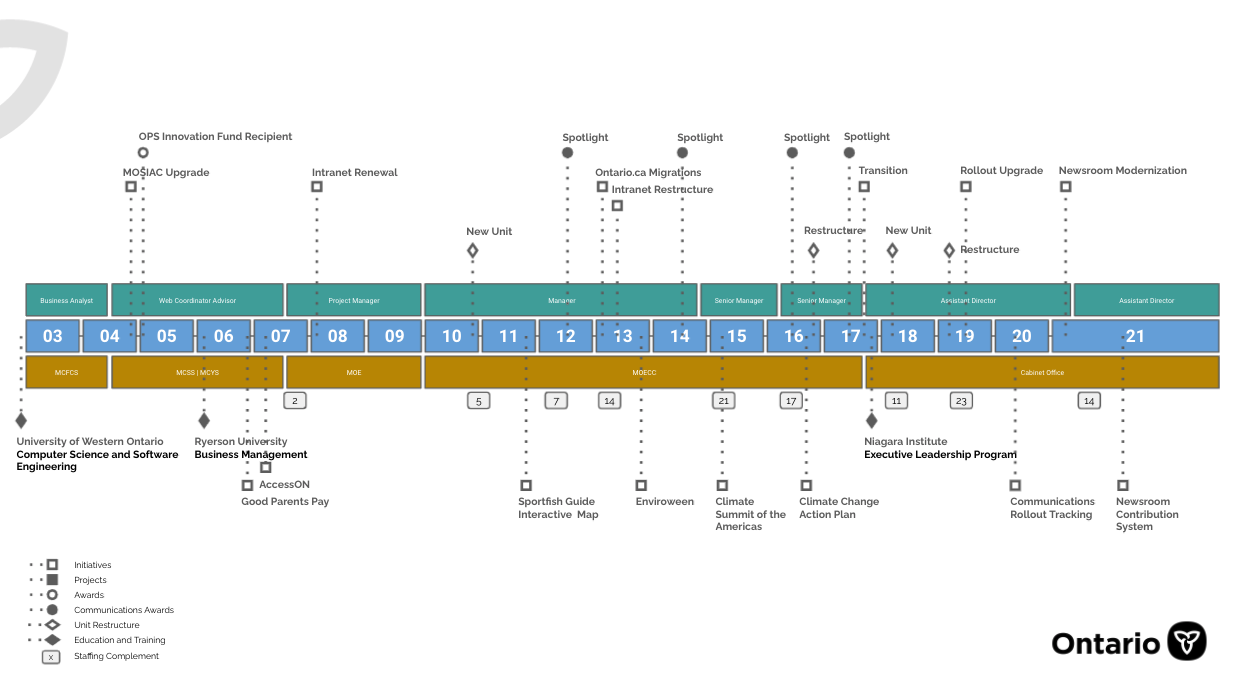 OPS Innovation Fund Recipient
Spotlight
Spotlight
Spotlight
Spotlight
MOSIAC Upgrade
Intranet Renewal
Ontario.ca Migrations
Transition
Rollout Upgrade
Newsroom Modernization
Intranet Restructure
New Unit
Restructure
New Unit
Restructure
Business Analyst
Web Coordinator Advisor
Project Manager
Manager
Senior Manager
Senior Manager
Assistant Director
Assistant Director
03 04 05 06 07 08 09 10 11 12 13 14 15 16 17 18 19 20 21
MCFCS
MCSS | MCYS
MOE
MOECC
Cabinet Office
2 5 7 14 21 17 11 23 14
University of Western Ontario
Computer Science and Software
Engineering
Ryerson University
Business Management
Niagara Institute
Executive Leadership Program
AccessON
Good Parents Pay
Sportfish Guide
Interactive Map
Enviroween
Climate
Summit of the
Americas
Climate Change
Action Plan
Communications
Rollout Tracking
Newsroom
Contribution
System
Initiatives
Projects
Awards
Communications Awards
Unit Restructure
Education and Training
x Staffing Complement
Ontario